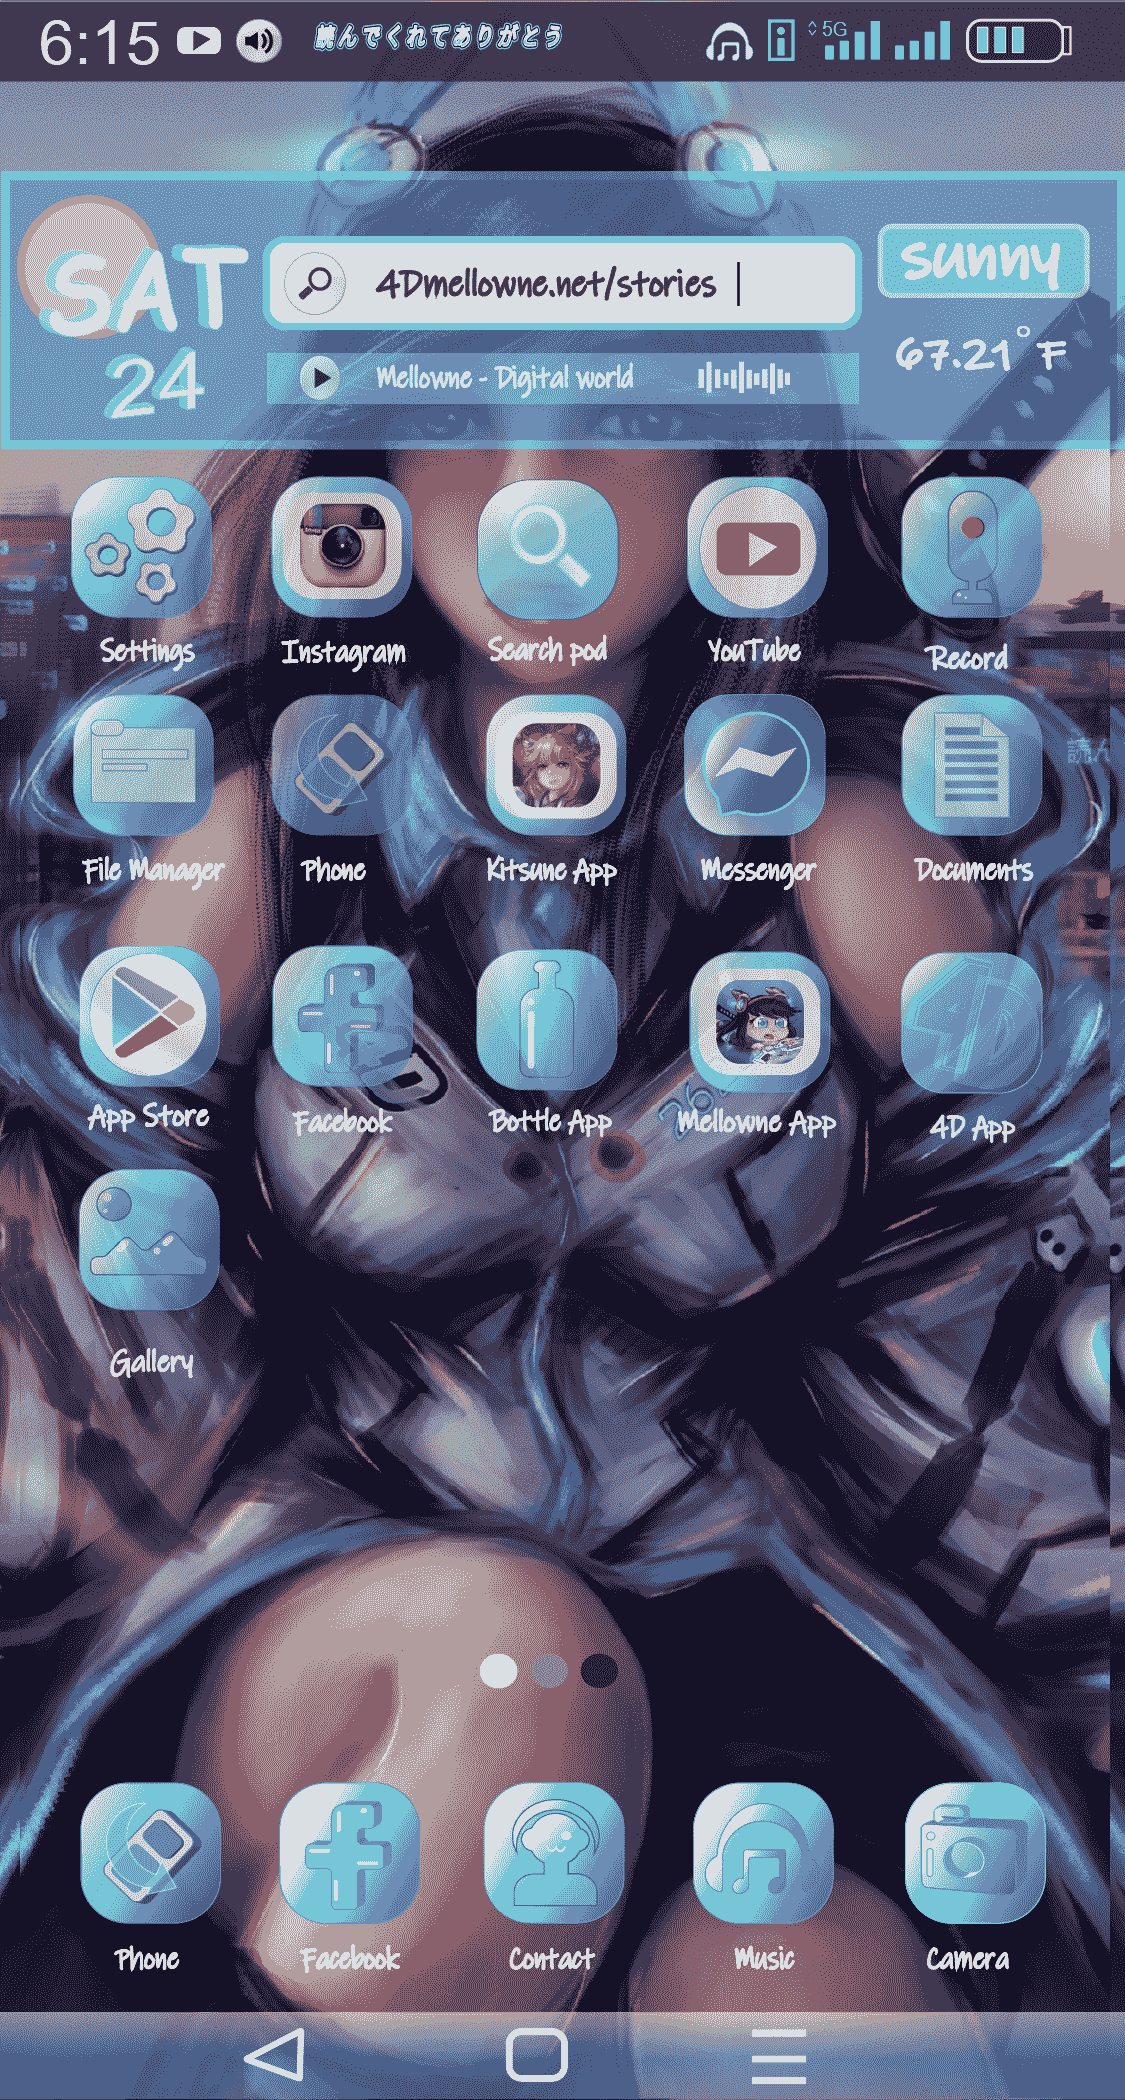 6:15 読んでくれてありがとう 5G
SAT
24
4Dmellowne.net/stories
Mellowne - Digital world
sunny
67.21°F
Settings Instagram Search pod YouTube Record
File Manager Phone Kitsune App Messenger Documents
読ん
App Store Facebook Bottle App Mellowne App 4D App
Gallery
Phone Facebook Contact Music Camera